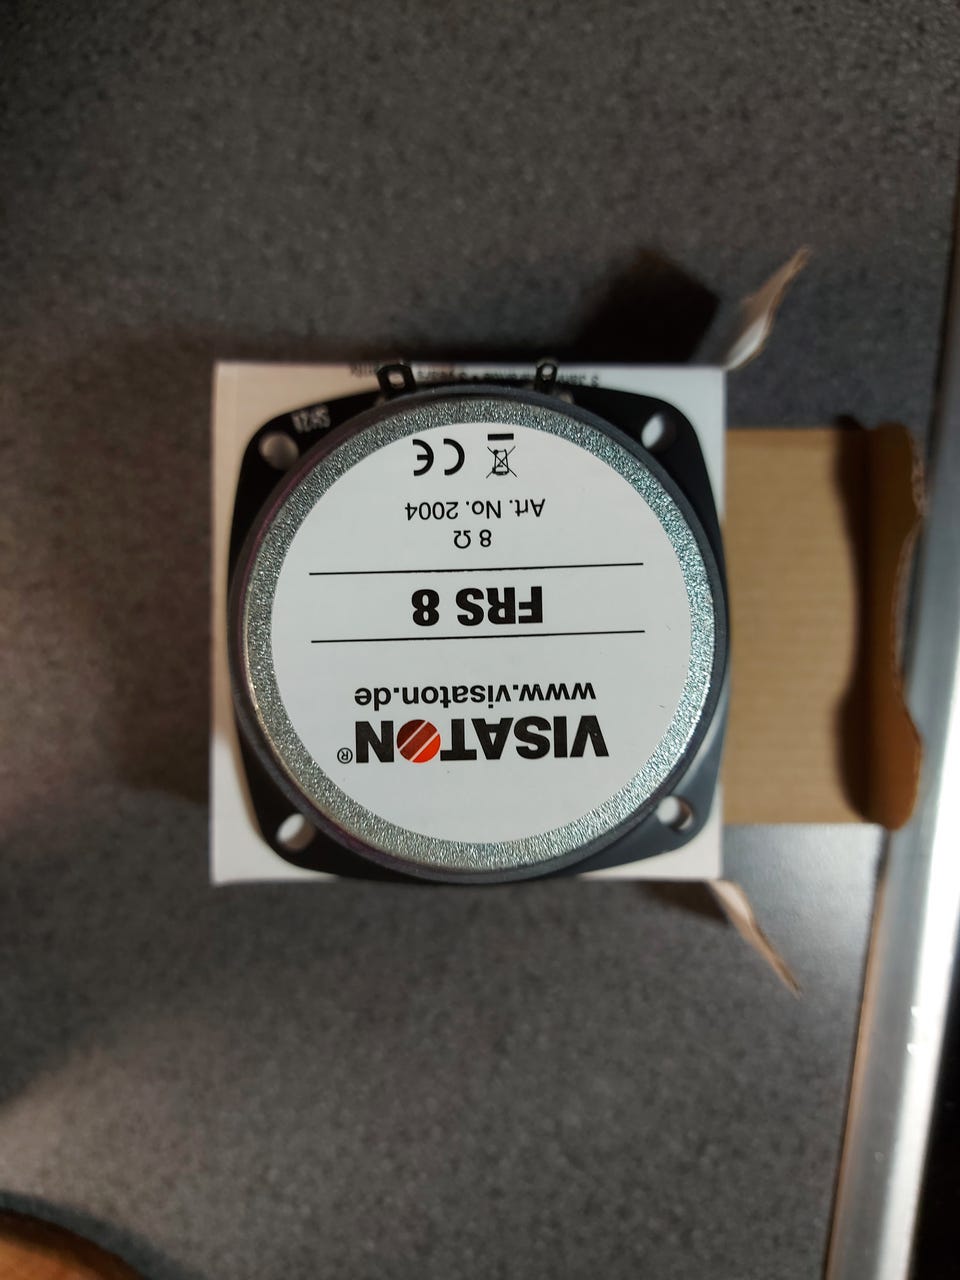 VISATON®
www.visaton.de
FRS 8
8 Ω
Art. No. 2004
CE